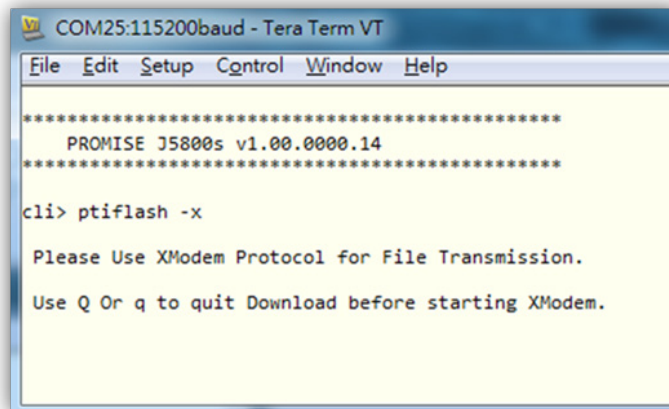 COM25:115200baud - Tera Term VT
File Edit Setup Control Window Help
************************************************
PROMISE J5800s v1.00.0000.14
************************************************
cli> ptiflash -x
Please Use XModem Protocol for File Transmission.
Use Q Or q to quit Download before starting XModem.